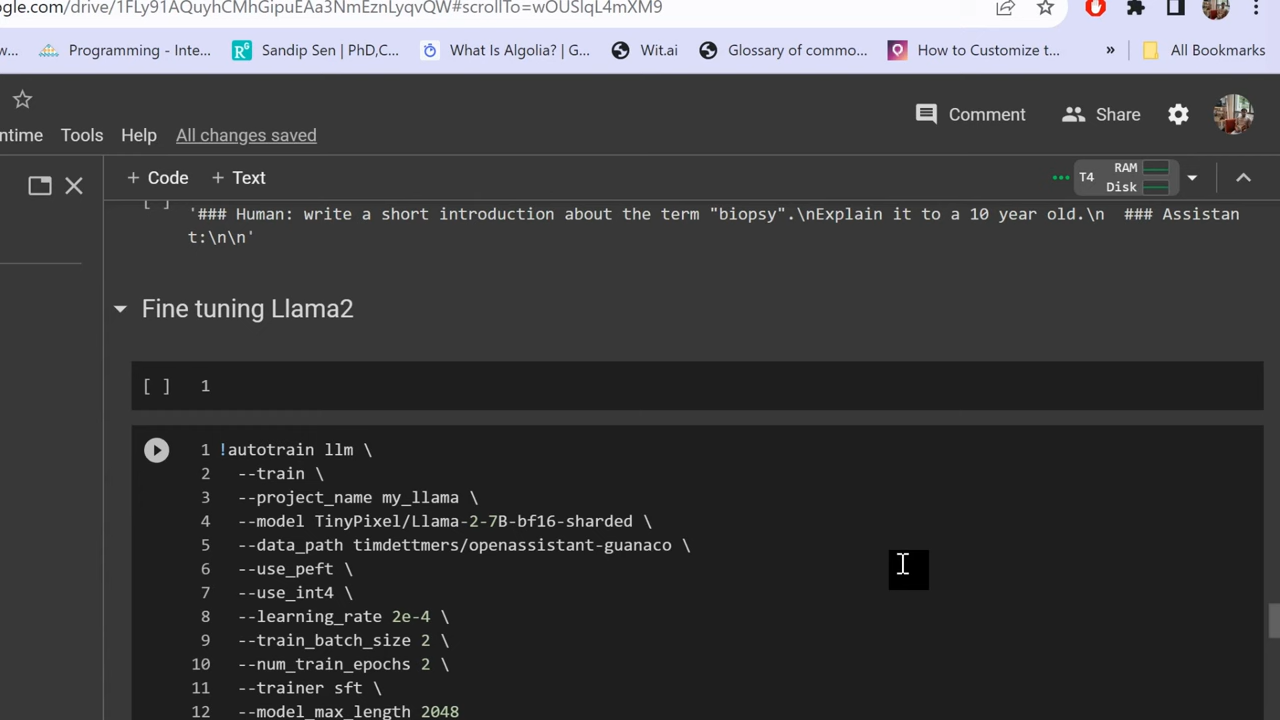 ogle.com/drive/1FLy91AQuyhCMhGipuEAa3NmEznLyqvQW#scrollTo=wOUSlqL4mXM9
w... Programming - Inte... Sandip Sen | PhD,C... What Is Algolia? | G... Wit.ai Glossary of commo... How to Customize t... » All Bookmarks
Comment Share
ntime Tools Help All changes saved
+ Code + Text T4 RAM Disk
[ ] '### Human: write a short introduction about the term "biopsy".\nExplain it to a 10 year old.\n ### Assistan
t:\n\n'
Fine tuning Llama2
[ ] 1
1 !autotrain llm \
2 --train \
3 --project_name my_llama \
4 --model TinyPixel/Llama-2-7B-bf16-sharded \
5 --data_path timdettmers/openassistant-guanaco \
6 --use_peft \
7 --use_int4 \
8 --learning_rate 2e-4 \
9 --train_batch_size 2 \
10 --num_train_epochs 2 \
11 --trainer sft \
12 --model_max_length 2048